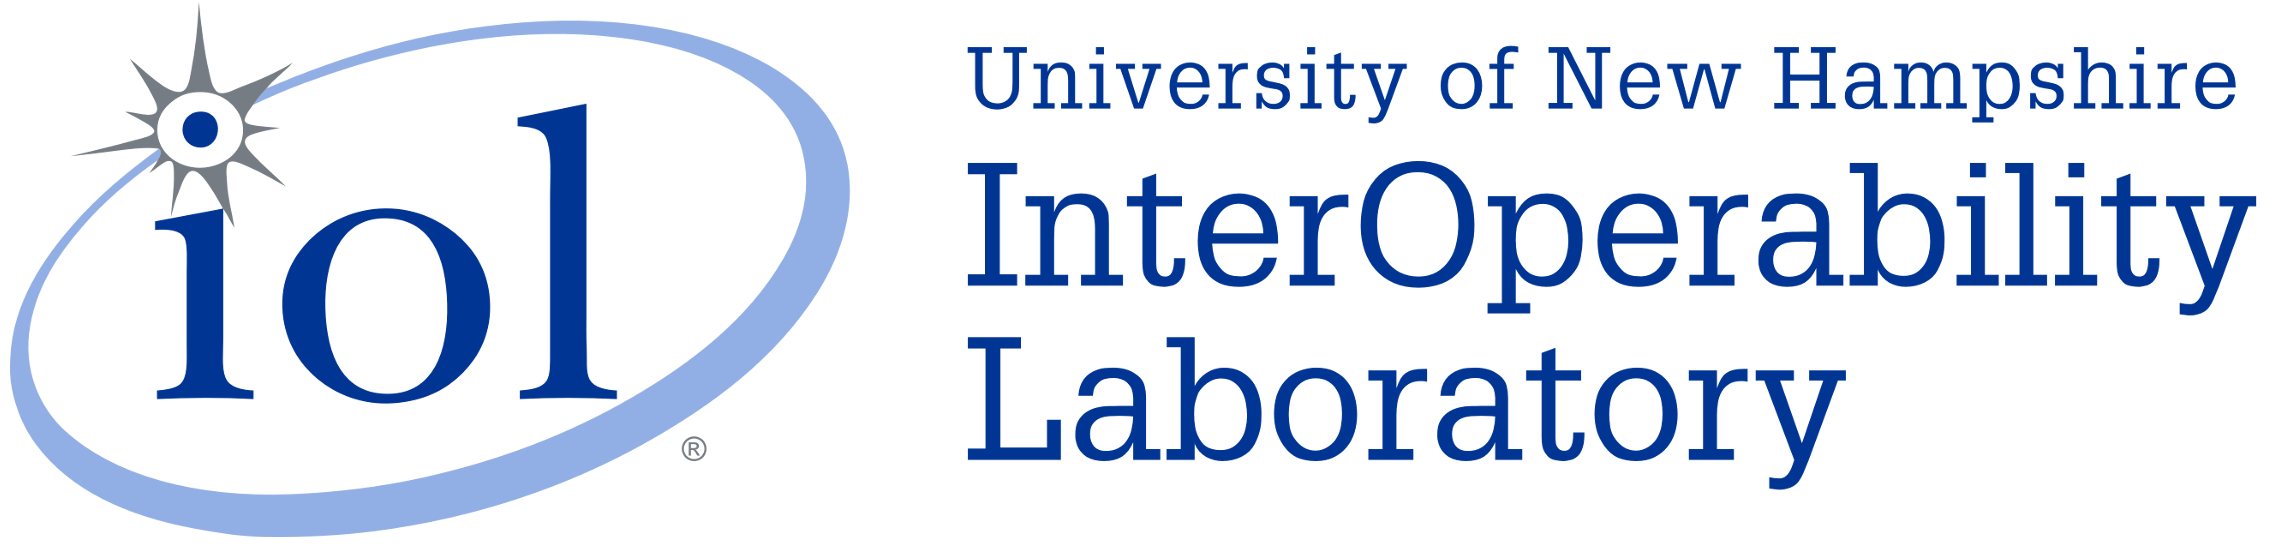 iol
®
University of New Hampshire
InterOperability
Laboratory